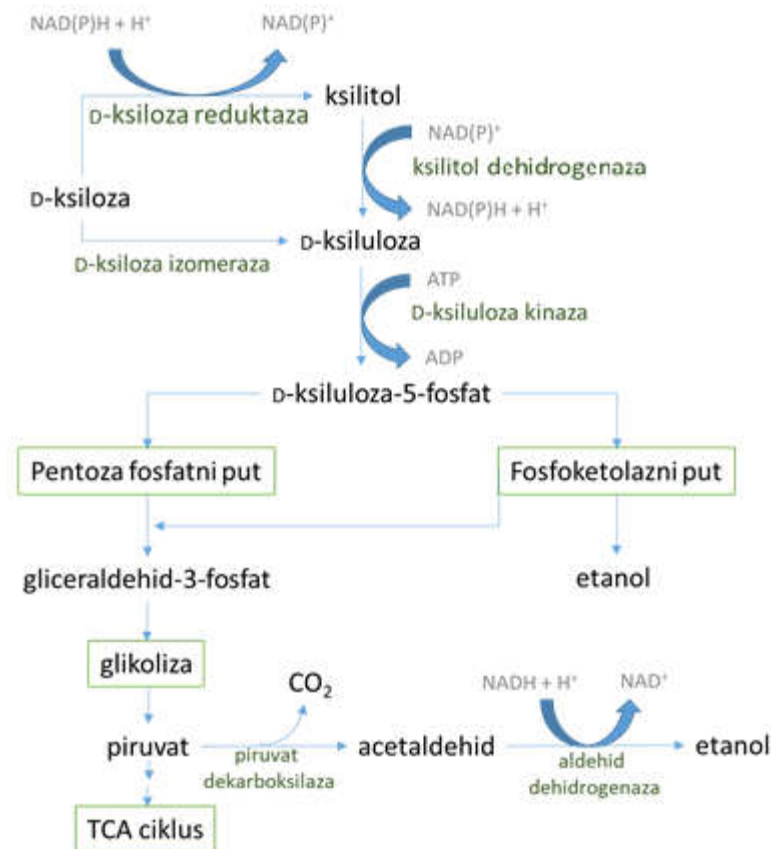 NAD(P)H + H⁺ NAD(P)⁺
ksilitol
D-ksiloza reduktaza
NAD(P)⁺
ksilitol dehidrogenaza
D-ksiloza
NAD(P)H + H⁺
D-ksiluloza
D-ksiloza izomeraza
ATP
D-ksiluloza kinaza
ADP
D-ksiluloza-5-fosfat
Pentoza fosfatni put
Fosfoketolazni put
gliceraldehid-3-fosfat
etanol
glikoliza
CO₂
NADH + H⁺ NAD⁺
piruvat
acetaldehid
etanol
piruvat
dekarboksilaza
aldehid
dehidrogenaza
TCA ciklus